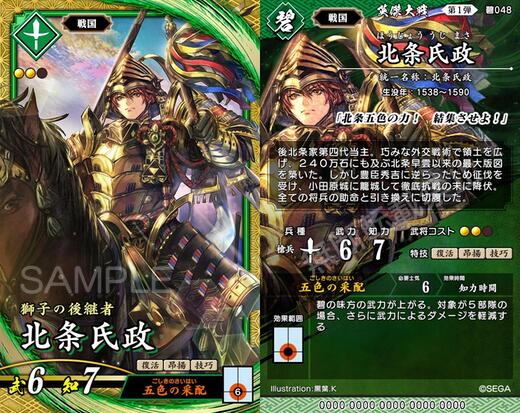 戦国
SAMPLE
獅子の後継者
北条氏政
復活 昂揚 技巧
武6 知7
ごしきのさいはい
五色の采配
6
碧
戦国
英傑大戦 第1弾 碧048
ほうじょう うじ まさ
北条氏政
統一名称:北条氏政
生没年:1538~1590
「北条五色の力! 結集させよ!」
後北条家第四代当主。巧みな外交戦術で領土を広
げ、240万石にも及ぶ北条早雲以来の最大版図
を築いた。しかし豊臣秀吉に逆らったため征伐を
受け、小田原城に籠城して徹底抗戦の末に降伏。
全ての将兵の助命と引き換えに切腹した。
兵種 武力 知力 武将コスト
槍兵 6 7
特技 復活 昂揚 技巧
ごしきのさいはい 必要士気 効果時間
五色の采配 6 知力時間
効果範囲
碧の味方の武力が上がる。対象が5部隊の
場合、さらに武力によるダメージを軽減す
る
Illustration:黒葉.K
©SEGA
0000-0000-0000-0000-0000